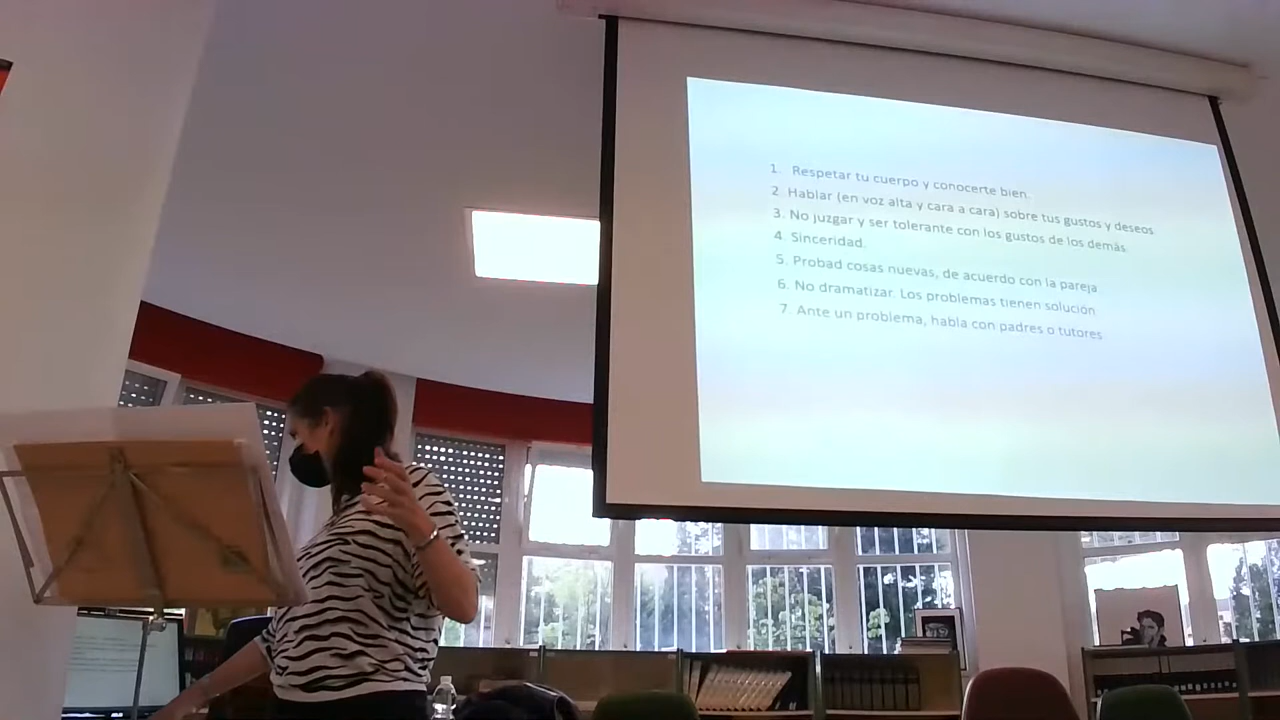 1. Respetar tu cuerpo y conocerte bien.
2 Hablar (en voz alta y cara a cara) sobre tus gustos y deseos
3. No juzgar y ser tolerante con los gustos de los demás
4. Sinceridad.
5. Probad cosas nuevas, de acuerdo con la pareja
6. No dramatizar. Los problemas tienen solución
7. Ante un problema, habla con padres o tutores